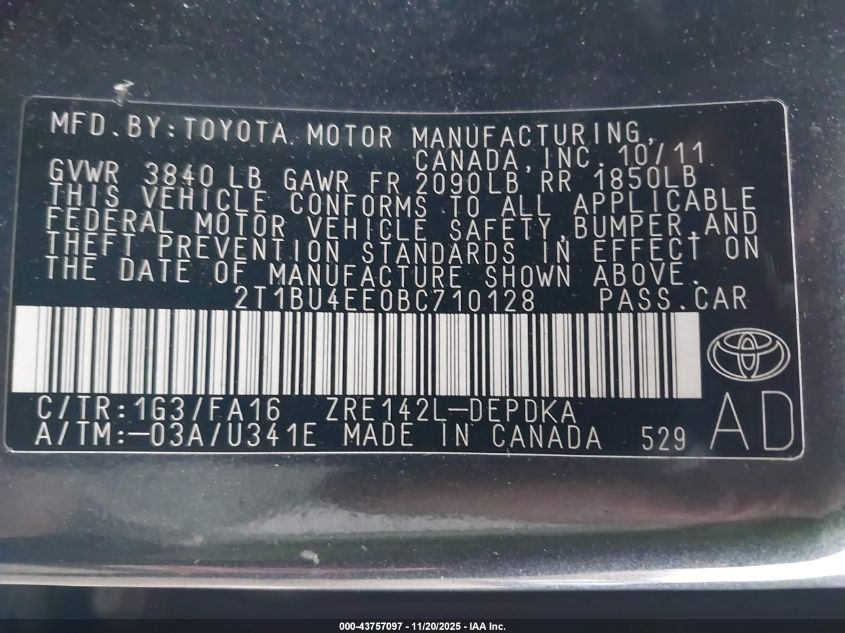 MFD.BY:TOYOTA MOTOR MANUFACTURING,
CANADA,INC. 10/11
GVWR 3840 LB GAWR FR 2090LB RR 1850LB
THIS VEHICLE CONFORMS TO ALL APPLICABLE
FEDERAL MOTOR VEHICLE SAFETY,BUMPER,AND
THEFT PREVENTION STANDARDS IN EFFECT ON
THE DATE OF MANUFACTURE SHOWN ABOVE.
2T1BU4EE0BC710128 PASS.CAR
C/TR:1G3/FA16 ZRE142L-DEPDKA
A/TM:-03A/U341E MADE IN CANADA 529 AD
000-43757097 - 11/20/2025 - IAA Inc.